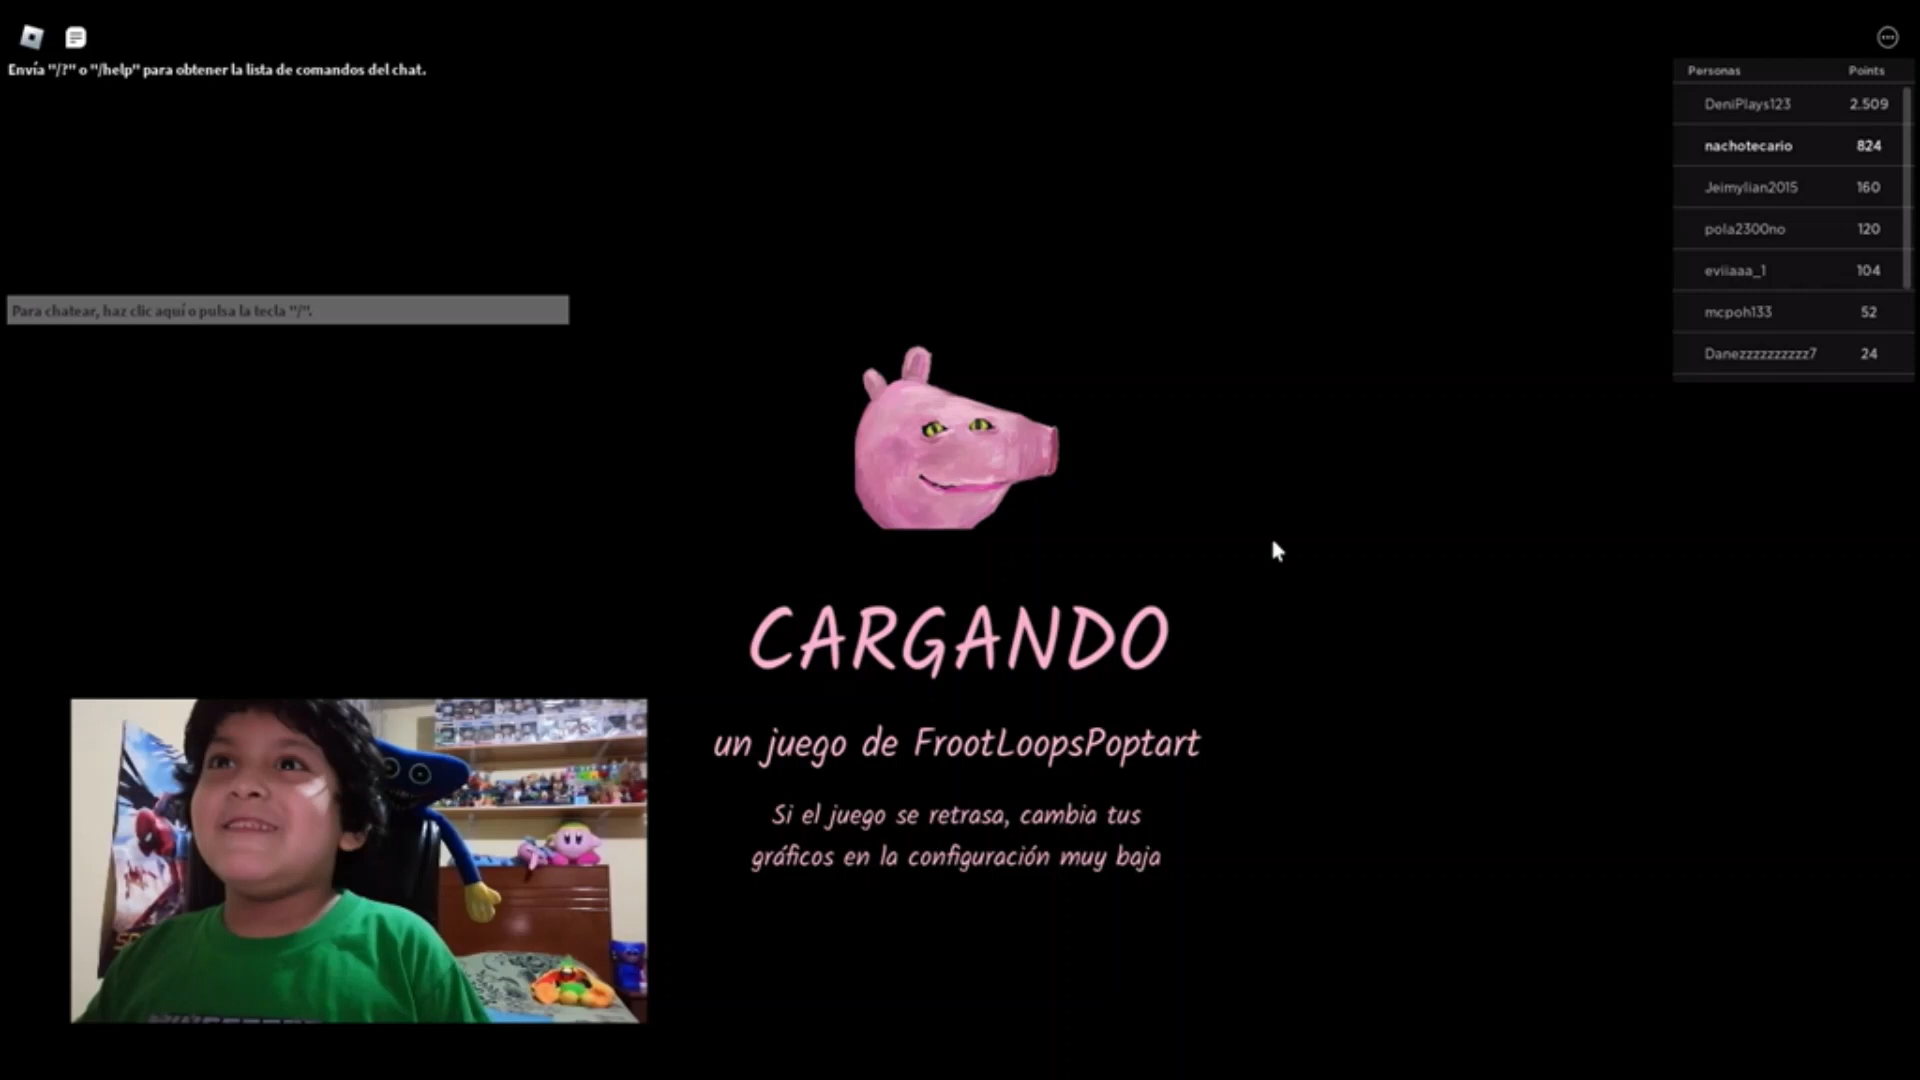 Envía "/?" o "/help" para obtener la lista de comandos del chat.
Para chatear, haz clic aquí o pulsa la tecla "/".
Personas Points
DeniPlays123 2.509
nachotecario 824
Jeimylian2015 160
pola2300no 120
eviiaaa_1 104
mcpoh133 52
Danezzzzzzzzzz7 24
CARGANDO
un juego de FrootLoopsPoptart
Si el juego se retrasa, cambia tus
gráficos en la configuración muy baja